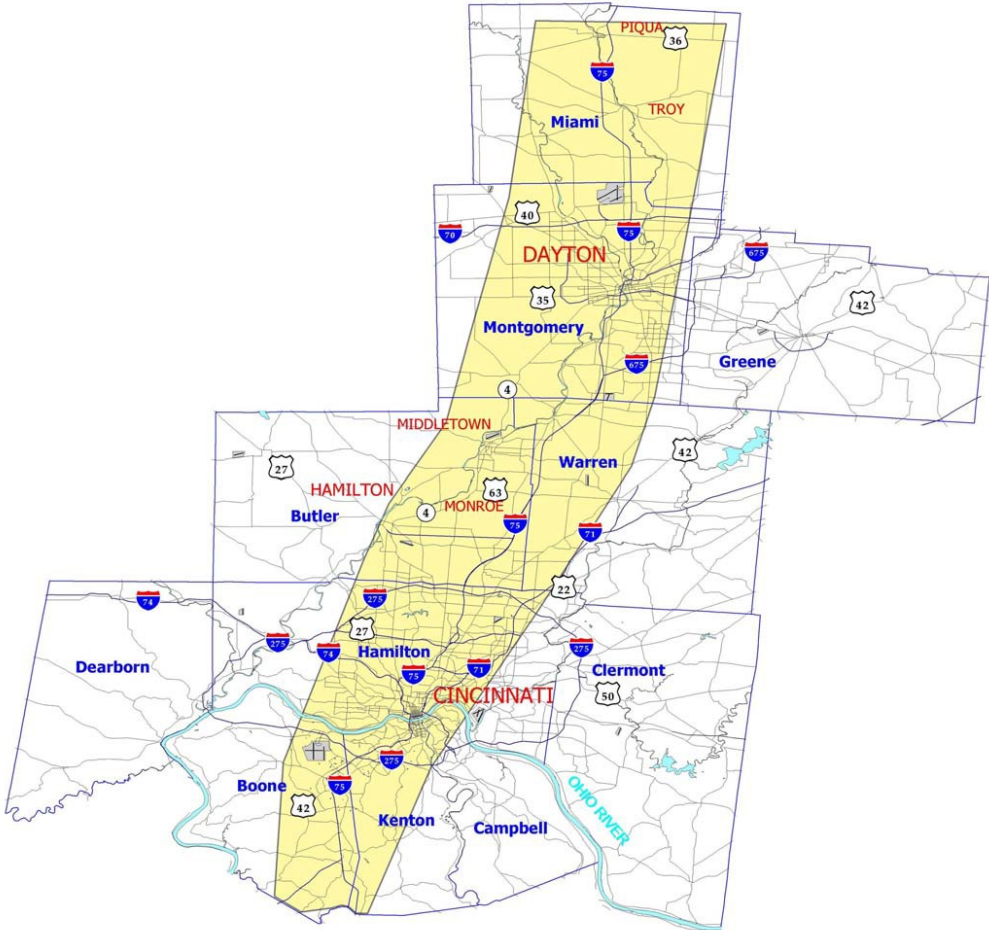 PIQUA
36
75
TROY
Miami
40
70
75
DAYTON
675
35
42
Montgomery
Greene
675
4
MIDDLETOWN
42
Warren
27
HAMILTON
63
MONROE
4
Butler
75
71
22
74
275
27
275
74
Hamilton
275
Dearborn
75
71
Clermont
CINCINNATI
50
275
Boone
75
42
OHIO RIVER
Kenton
Campbell